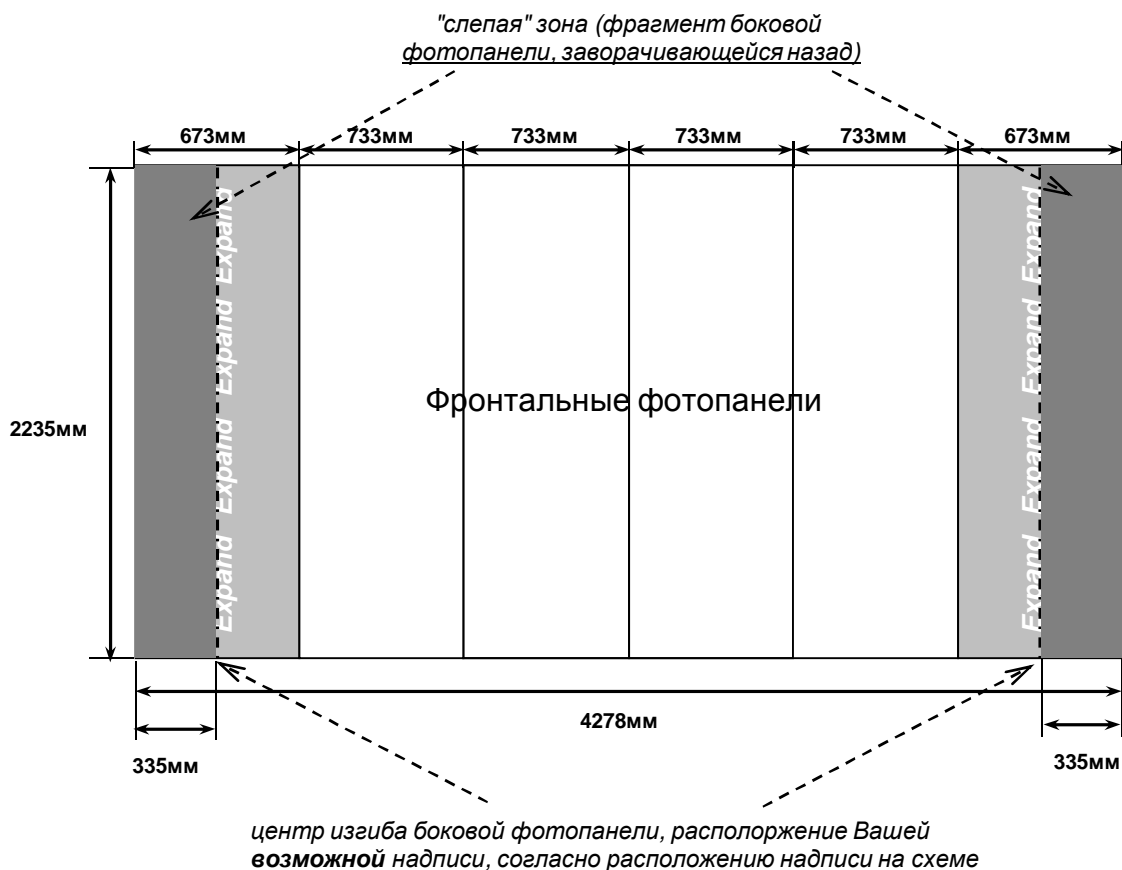 "слепая" зона (фрагмент боковой
фотопанели, заворачивающейся назад)
673мм 733мм 733мм 733мм 733мм 673мм
Expand Expand Expand Expand
Expand Expand Expand Expand
Фронтальные фотопанели
2235мм
4278мм
335мм 335мм
центр изгиба боковой фотопанели, располоржение Вашей
возможной надписи, согласно расположению надписи на схеме